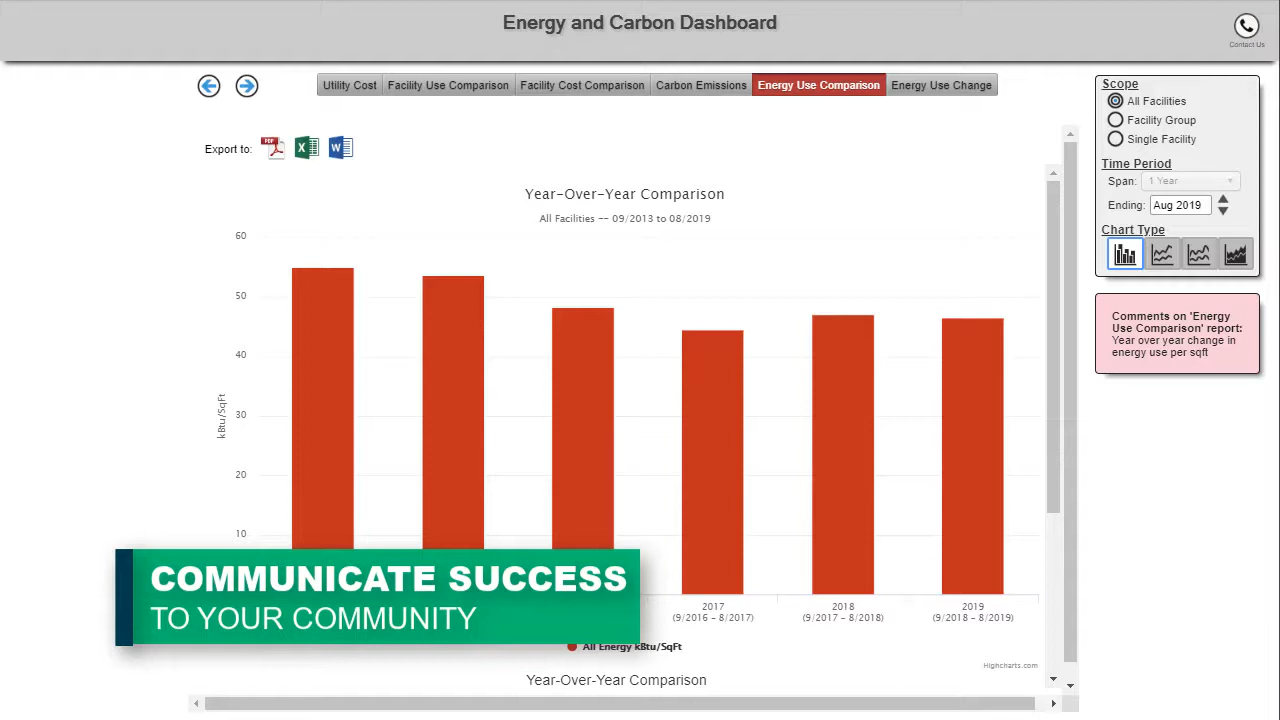 Energy and Carbon Dashboard
Contact Us
Utility Cost
Facility Use Comparison
Facility Cost Comparison
Carbon Emissions
Energy Use Comparison
Energy Use Change
Scope
All Facilities
Facility Group
Single Facility
Time Period
Span: 1 Year
Ending: Aug 2019
Chart Type
Comments on 'Energy
Use Comparison' report:
Year over year change in
energy use per sqft
Export to:
PDF
X
W
Year-Over-Year Comparison
All Facilities -- 09/2013 to 08/2019
60
50
40
30
20
10
kBtu/SqFt
2017
(9/2016 - 8/2017)
2018
(9/2017 - 8/2018)
2019
(9/2018 - 8/2019)
COMMUNICATE SUCCESS
TO YOUR COMMUNITY
All Energy kBtu/SqFt
Highcharts.com
Year-Over-Year Comparison